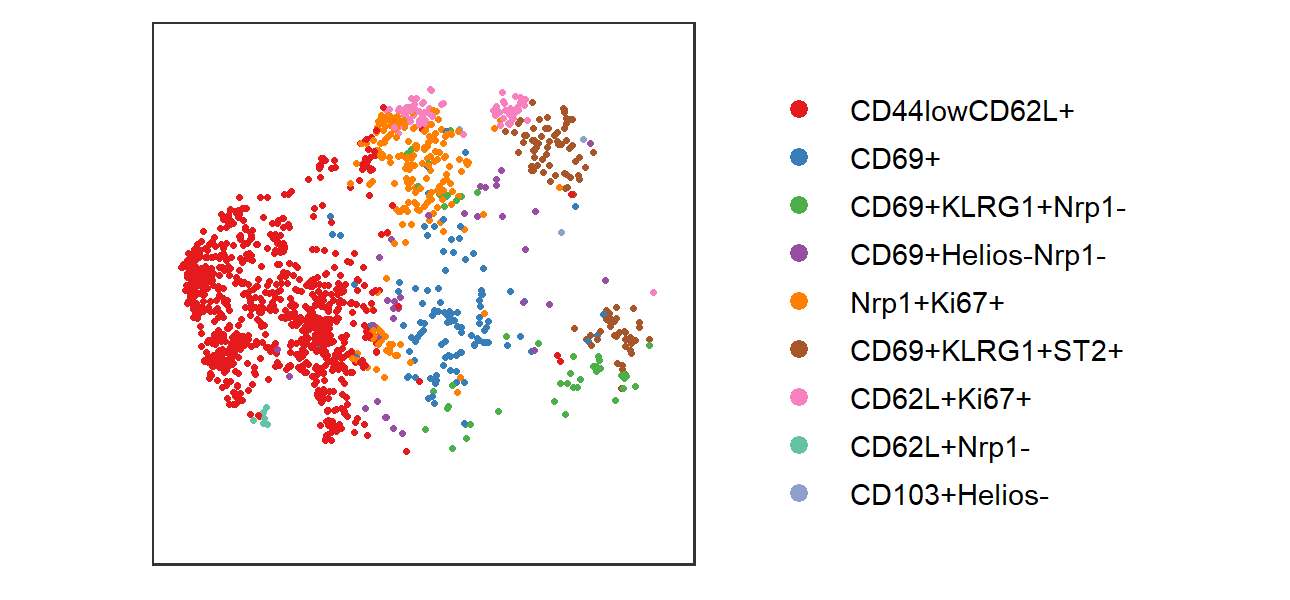 CD44lowCD62L+
CD69+
CD69+KLRG1+Nrp1-
CD69+Helios-Nrp1-
Nrp1+Ki67+
CD69+KLRG1+ST2+
CD62L+Ki67+
CD62L+Nrp1-
CD103+Helios-